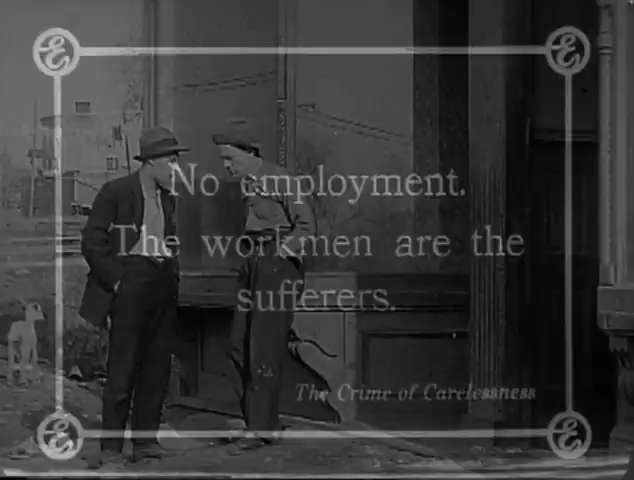 E E
No employment.
The workmen are the
sufferers.
The Crime of Carelessness
E E